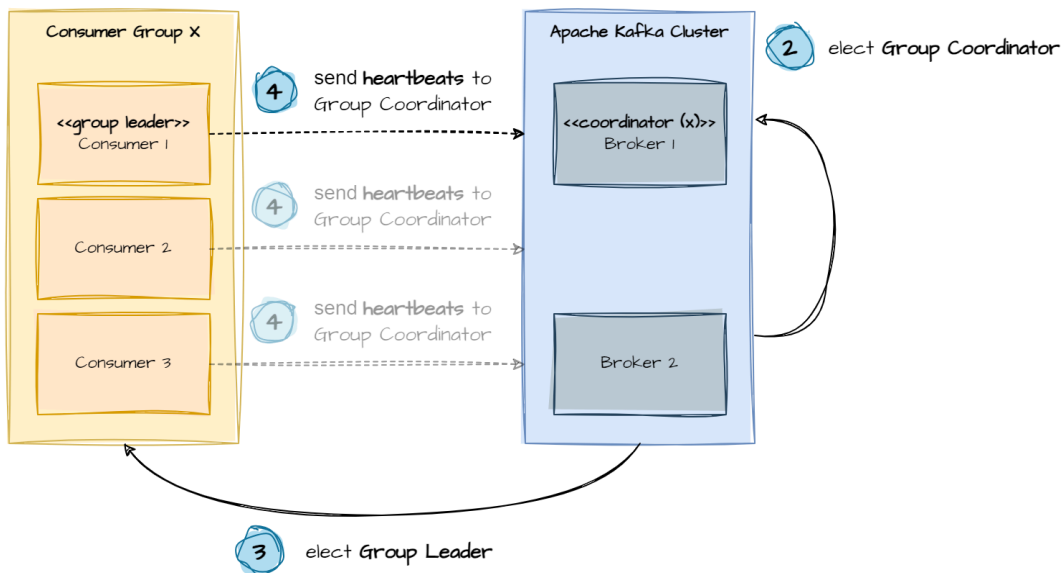 Consumer Group X
<<group leader>>
Consumer 1
Consumer 2
Consumer 3
4
send heartbeats to
Group Coordinator
4
send heartbeats to
Group Coordinator
4
send heartbeats to
Group Coordinator
Apache Kafka Cluster
<<coordinator (x)>>
Broker 1
Broker 2
2
elect Group Coordinator
3
elect Group Leader